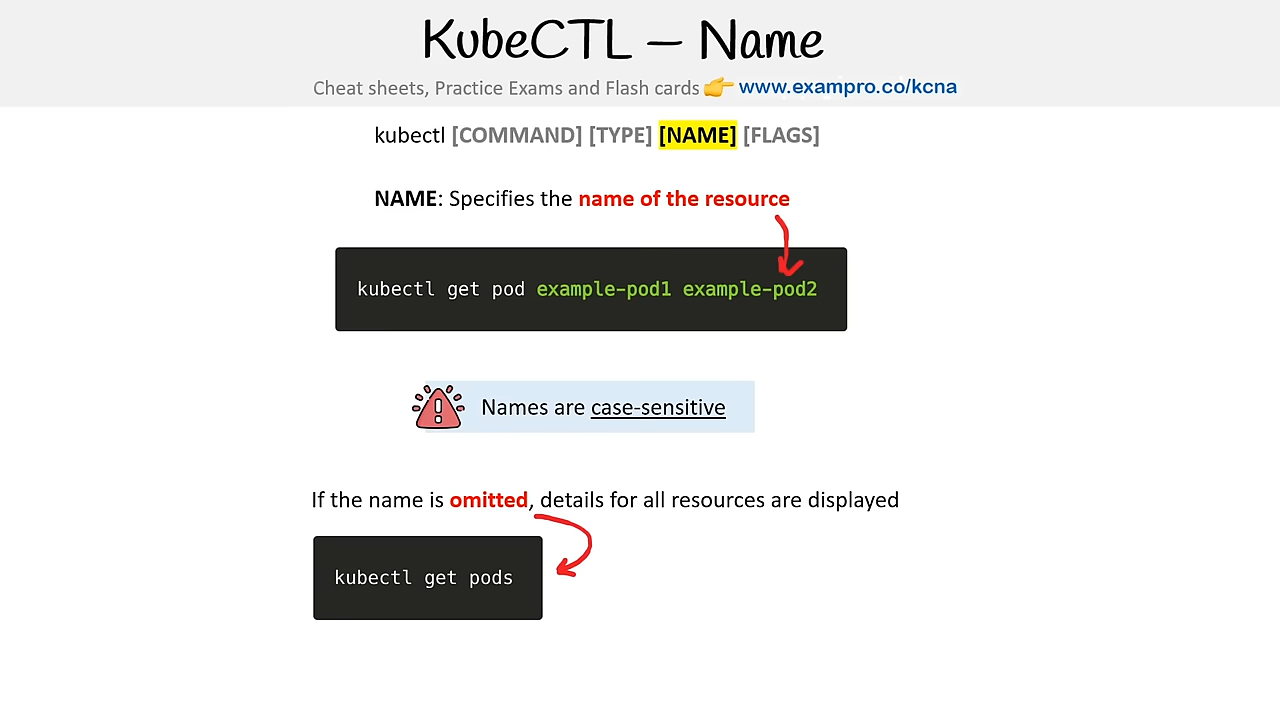 KubeCTL – Name
Cheat sheets, Practice Exams and Flash cards 👉 www.exampro.co/kcna
kubectl [COMMAND] [TYPE] [NAME] [FLAGS]
NAME: Specifies the name of the resource
kubectl get pod example-pod1 example-pod2
Names are case-sensitive
If the name is omitted, details for all resources are displayed
kubectl get pods